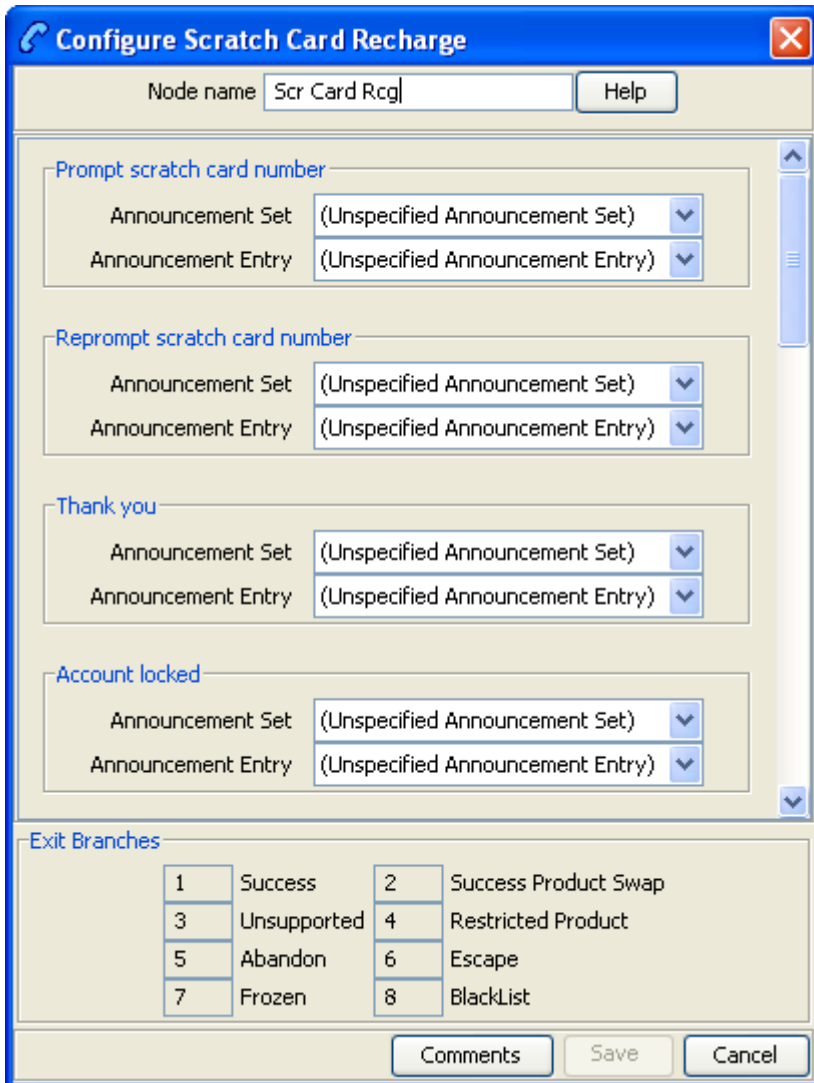 Configure Scratch Card Recharge
Node name Scr Card Rcg Help
Prompt scratch card number
Announcement Set (Unspecified Announcement Set)
Announcement Entry (Unspecified Announcement Entry)
Reprompt scratch card number
Announcement Set (Unspecified Announcement Set)
Announcement Entry (Unspecified Announcement Entry)
Thank you
Announcement Set (Unspecified Announcement Set)
Announcement Entry (Unspecified Announcement Entry)
Account locked
Announcement Set (Unspecified Announcement Set)
Announcement Entry (Unspecified Announcement Entry)
Exit Branches
1 Success 2 Success Product Swap
3 Unsupported 4 Restricted Product
5 Abandon 6 Escape
7 Frozen 8 BlackList
Comments Save Cancel